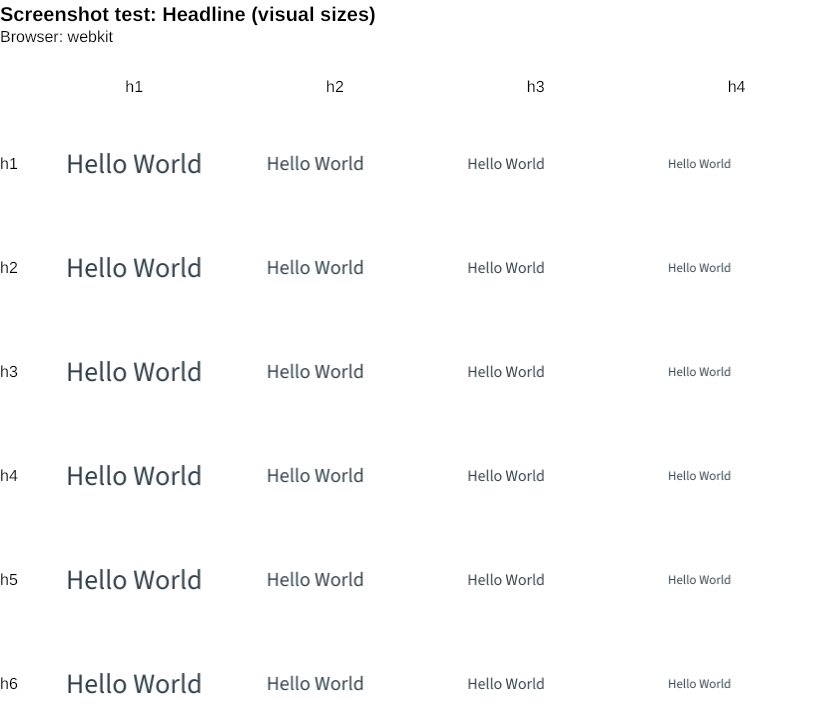 Screenshot test: Headline (visual sizes)
Browser: webkit
h1 h2 h3 h4
h1 Hello World Hello World Hello World Hello World
h2 Hello World Hello World Hello World Hello World
h3 Hello World Hello World Hello World Hello World
h4 Hello World Hello World Hello World Hello World
h5 Hello World Hello World Hello World Hello World
h6 Hello World Hello World Hello World Hello World